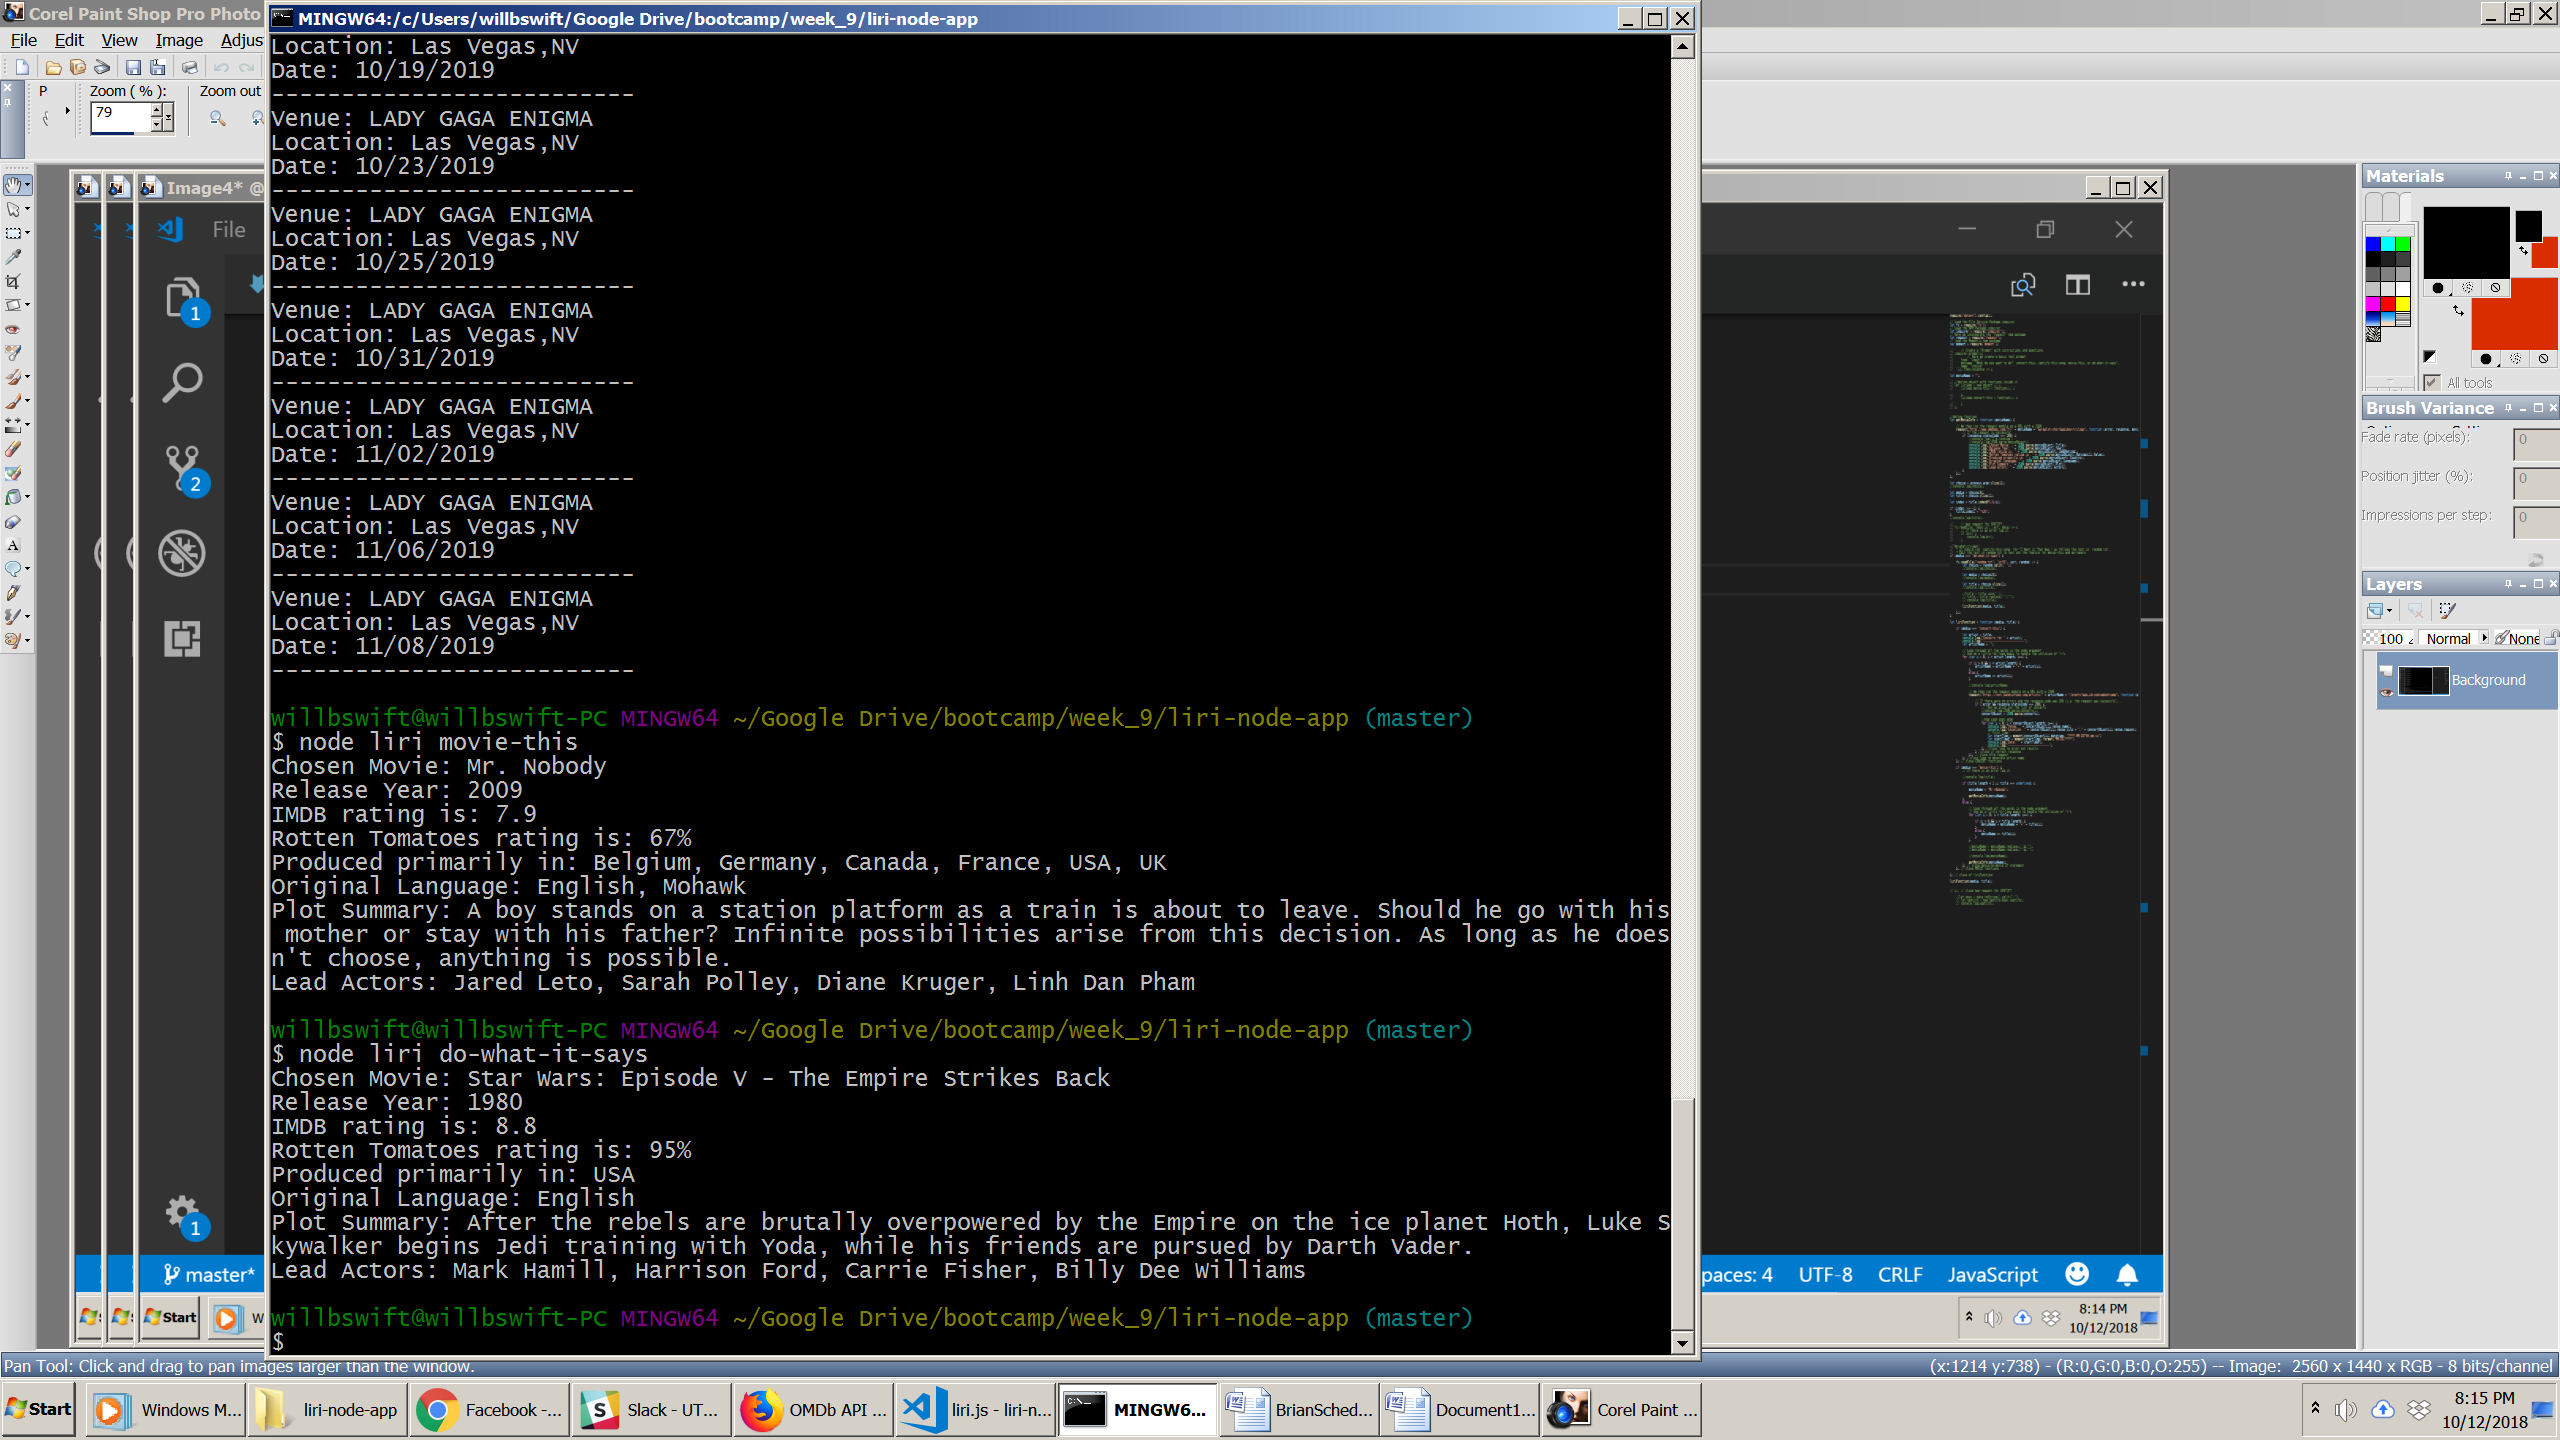 Corel Paint Shop Pro Photo
File Edit View Image Adjus
P Zoom ( % ): Zoom out
79
Image4* @
File
1
2
1
master*
Start
MINGW64:/c/Users/willbswift/Google Drive/bootcamp/week_9/liri-node-app
Location: Las Vegas,NV
Date: 10/19/2019
--------------------------
Venue: LADY GAGA ENIGMA
Location: Las Vegas,NV
Date: 10/23/2019
--------------------------
Venue: LADY GAGA ENIGMA
Location: Las Vegas,NV
Date: 10/25/2019
--------------------------
Venue: LADY GAGA ENIGMA
Location: Las Vegas,NV
Date: 10/31/2019
--------------------------
Venue: LADY GAGA ENIGMA
Location: Las Vegas,NV
Date: 11/02/2019
--------------------------
Venue: LADY GAGA ENIGMA
Location: Las Vegas,NV
Date: 11/06/2019
--------------------------
Venue: LADY GAGA ENIGMA
Location: Las Vegas,NV
Date: 11/08/2019
--------------------------
willbswift@willbswift-PC MINGW64 ~/Google Drive/bootcamp/week_9/liri-node-app (master)
$ node liri movie-this
Chosen Movie: Mr. Nobody
Release Year: 2009
IMDB rating is: 7.9
Rotten Tomatoes rating is: 67%
Produced primarily in: Belgium, Germany, Canada, France, USA, UK
Original Language: English, Mohawk
Plot Summary: A boy stands on a station platform as a train is about to leave. Should he go with his
mother or stay with his father? Infinite possibilities arise from this decision. As long as he does
n't choose, anything is possible.
Lead Actors: Jared Leto, Sarah Polley, Diane Kruger, Linh Dan Pham
willbswift@willbswift-PC MINGW64 ~/Google Drive/bootcamp/week_9/liri-node-app (master)
$ node liri do-what-it-says
Chosen Movie: Star Wars: Episode V - The Empire Strikes Back
Release Year: 1980
IMDB rating is: 8.8
Rotten Tomatoes rating is: 95%
Produced primarily in: USA
Original Language: English
Plot Summary: After the rebels are brutally overpowered by the Empire on the ice planet Hoth, Luke S
kywalker begins Jedi training with Yoda, while his friends are pursued by Darth Vader.
Lead Actors: Mark Hamill, Harrison Ford, Carrie Fisher, Billy Dee Williams
willbswift@willbswift-PC MINGW64 ~/Google Drive/bootcamp/week_9/liri-node-app (master)
$
paces: 4 UTF-8 CRLF JavaScript
8:14 PM
10/12/2018
Materials
All tools
Brush Variance
Fade rate (pixels): 0
Position jitter (%): 0
Impressions per step: 0
Layers
100 Normal None
Background
Pan Tool: Click and drag to pan images larger than the window.
(x:1214 y:738) - (R:0,G:0,B:0,O:255) -- Image: 2560 x 1440 x RGB - 8 bits/channel
Start Windows M... liri-node-app Facebook -... Slack - UT... OMDb API ... liri.js - liri-n... MINGW6... BrianSched... Document1... Corel Paint ...
8:15 PM
10/12/2018